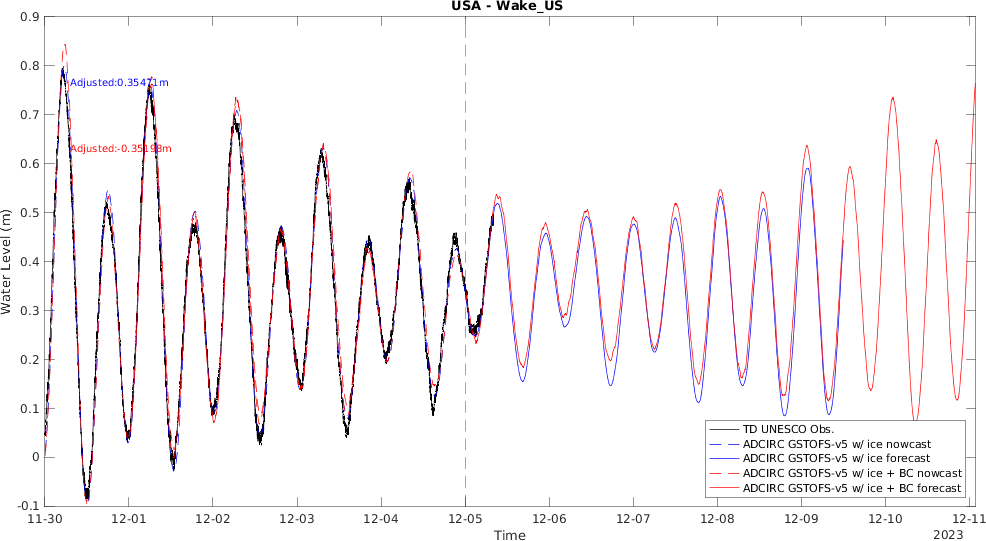 USA - Wake_US
0.9
0.8
0.7
0.6
0.5
0.4
0.3
0.2
0.1
0
-0.1
Water Level (m)
Adjusted:0.35471m
Adjusted:-0.35193m
TD UNESCO Obs.
ADCIRC GSTOFS-v5 w/ ice nowcast
ADCIRC GSTOFS-v5 w/ ice forecast
ADCIRC GSTOFS-v5 w/ ice + BC nowcast
ADCIRC GSTOFS-v5 w/ ice + BC forecast
11-30 12-01 12-02 12-03 12-04 12-05 12-06 12-07 12-08 12-09 12-10 12-11
Time
2023